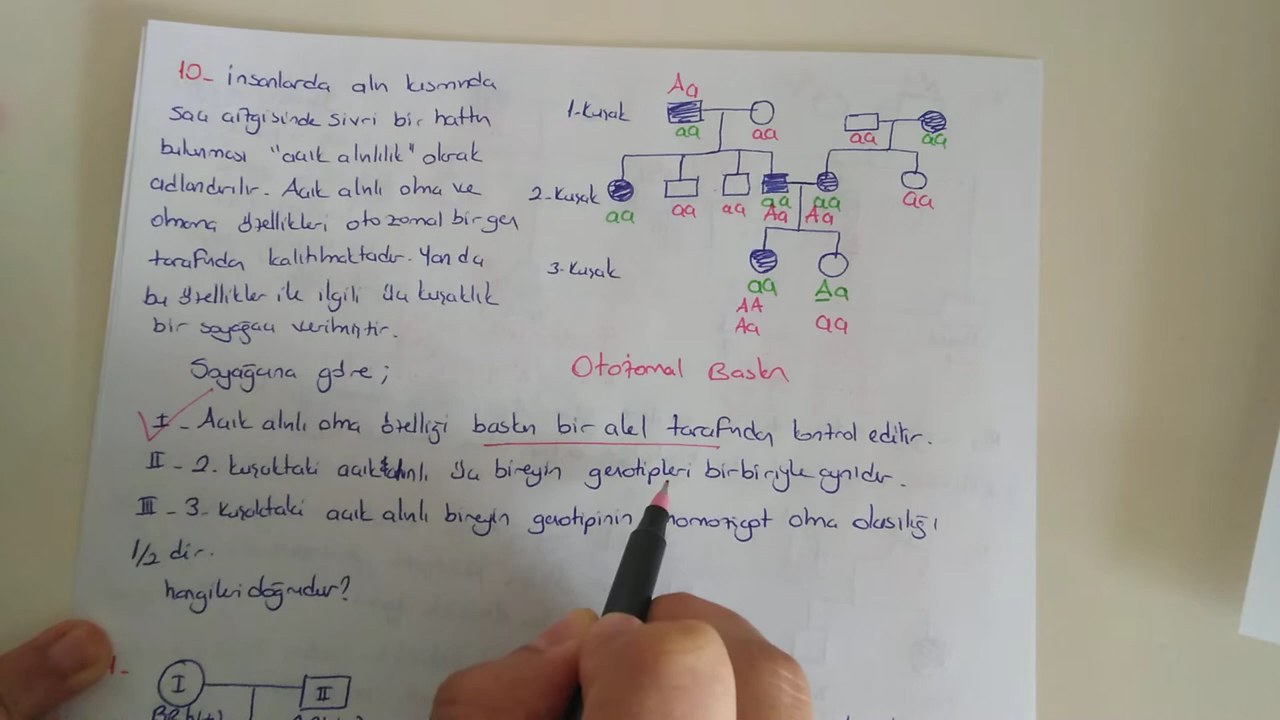 10- insanlarda alın kısmında
saç çizgisinde sivri bir hattın
bulunması "açık alınlılık" olarak
adlandırılır. Açık alınlı olma ve
olmama özellikleri otozomal bir gen
tarafından kalıtılmaktadır. Yanda
bu özellikler ile ilgili üç kuşaklık
bir soyağacı verilmiştir.
Soyağacına göre;
1-Kuşak
Aa
aa
aa
aa
aa
2-Kuşak
aa
aa
aa
aa
Aa
aa
Aa
aa
3-Kuşak
aa
AA
Aa
Aa
aa
Otozomal Baskın
I- Açık alınlı olma özelliği baskın bir alel tarafından kontrol edilir.
II- 2. kuşaktaki açık alınlı üç bireyin genotipleri birbiriyle aynıdır.
III- 3. kuşaktaki açık alınlı bireyin genotipinin homozigot olma olasılığı
1/2 dir.
hangileri doğrudur?
I
II